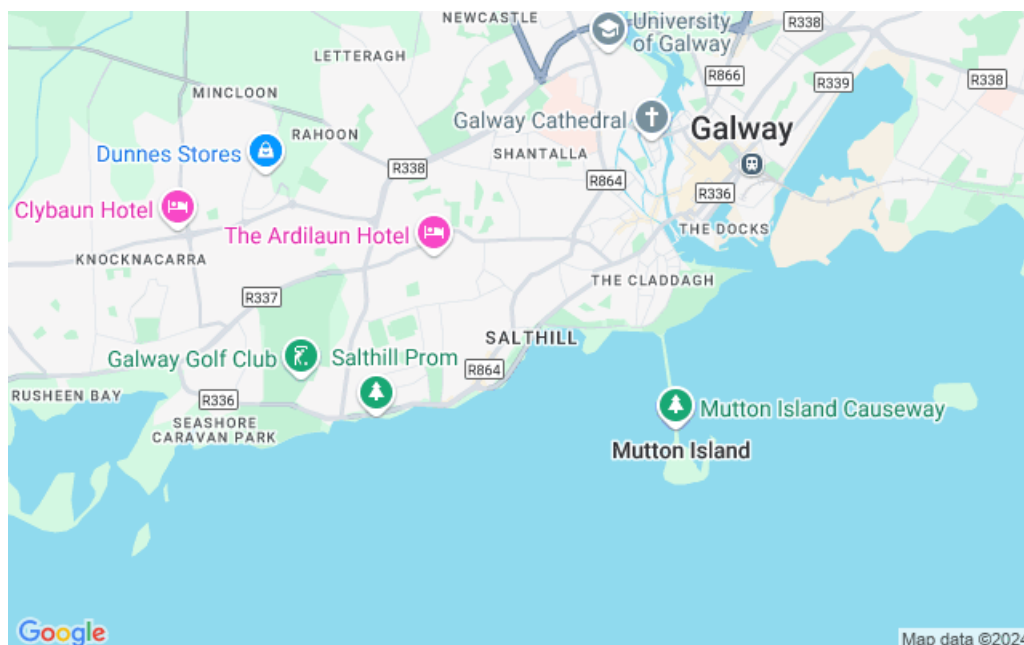 NEWCASTLE
University
of Galway
R338
LETTERAGH
R866
R339
R338
MINCLOON
Galway Cathedral
Galway
RAHOON
Dunnes Stores
SHANTALLA
R338
R864
R336
Clybaun Hotel
The Ardilaun Hotel
THE DOCKS
KNOCKNACARRA
THE CLADDAGH
R337
SALTHILL
Galway Golf Club
Salthill Prom
R864
RUSHEEN BAY
R336
Mutton Island Causeway
SEASHORE
CARAVAN PARK
Mutton Island
Google
Map data ©2024